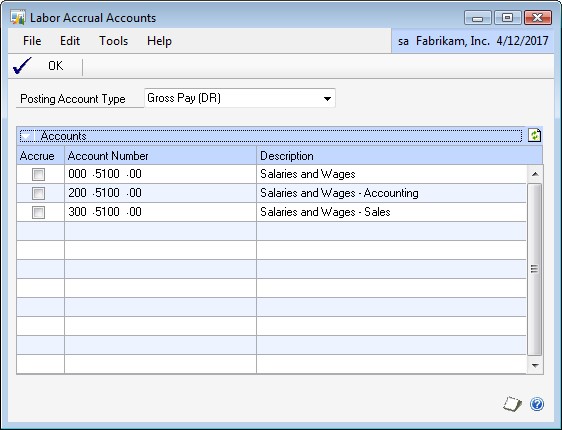 Labor Accrual Accounts
File Edit Tools Help sa Fabrikam, Inc. 4/12/2017
OK
Posting Account Type Gross Pay (DR)
Accounts
Accrue Account Number Description
000 -5100 -00 Salaries and Wages
200 -5100 -00 Salaries and Wages - Accounting
300 -5100 -00 Salaries and Wages - Sales